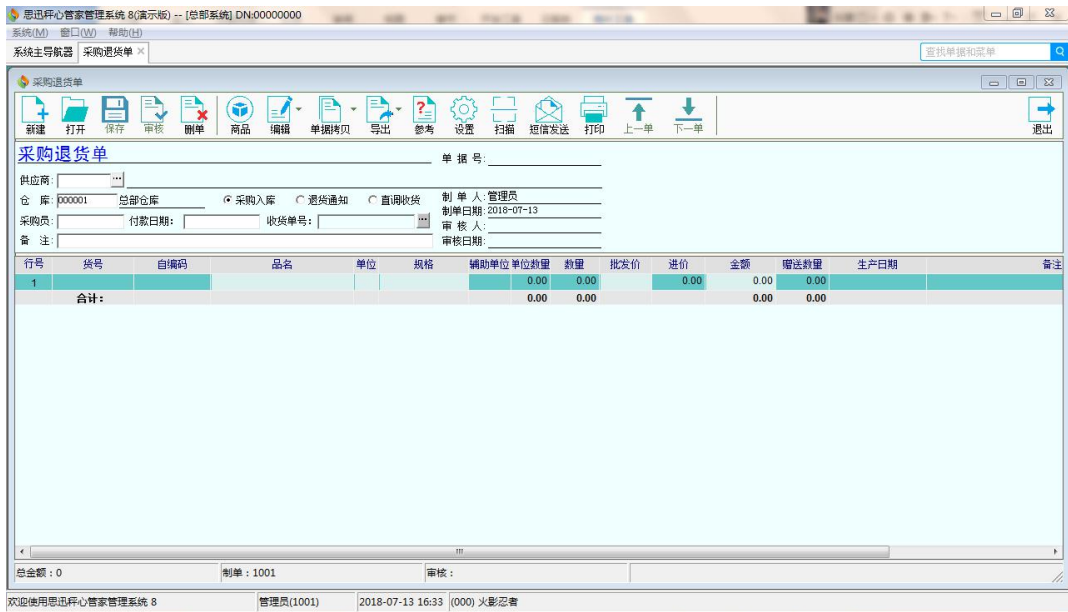 思迅秤心管家管理系统 8(演示版) -- [总部系统] DN:00000000
系统(M) 窗口(W) 帮助(H)
系统主导航器 采购退货单 查找单据和菜单
采购退货单
新建 打开 保存 审核 删单 商品 编辑 单据拷贝 导出 参考 设置 扫描 短信发送 打印 上一单 下一单 退出
采购退货单 单 据 号:
供应商:
仓 库: 000001 总部仓库 采购入库 退货通知 直调收货 制 单 人: 管理员
制单日期: 2018-07-13
采购员: 付款日期: 收货单号: 审 核 人:
备 注: 审核日期:
行号 货号 自编码 品名 单位 规格 辅助单位 单位数量 数量 批发价 进价 金额 赠送数量 生产日期 备注
1 0.00 0.00 0.00 0.00 0.00
合计: 0.00 0.00 0.00 0.00
总金额:0 制单:1001 审核:
欢迎使用思迅秤心管家管理系统 8 管理员(1001) 2018-07-13 16:33 (000) 火影忍者